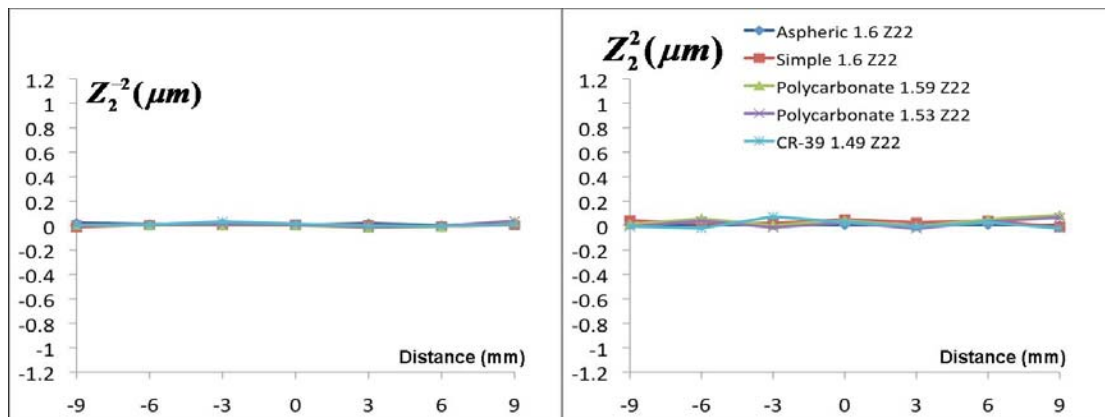 Z₂⁻²(μm)
1.2
1
0.8
0.6
0.4
0.2
0
-0.2
-0.4
-0.6
-0.8
-1
-1.2
Distance (mm)
-9 -6 -3 0 3 6 9
Z₂²(μm)
Aspheric 1.6 Z22
Simple 1.6 Z22
Polycarbonate 1.59 Z22
Polycarbonate 1.53 Z22
CR-39 1.49 Z22
1.2
1
0.8
0.6
0.4
0.2
0
-0.2
-0.4
-0.6
-0.8
-1
-1.2
Distance (mm)
-9 -6 -3 0 3 6 9